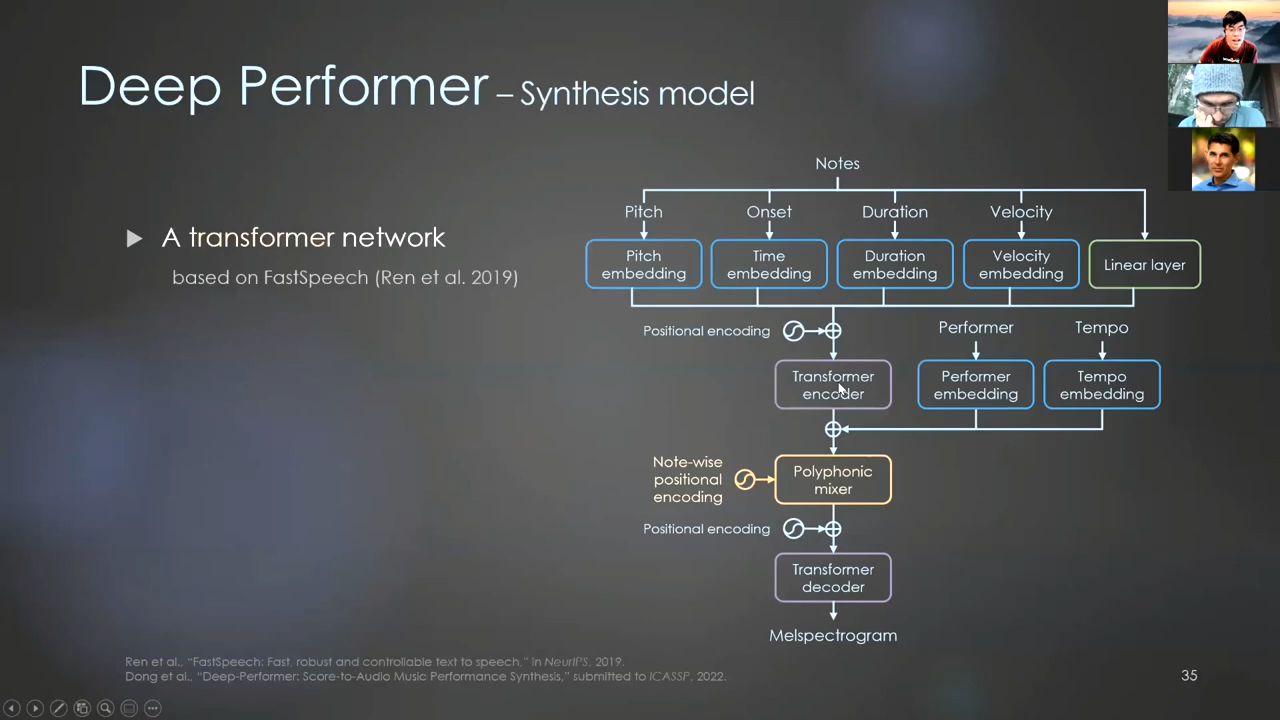 Deep Performer – Synthesis model
▶ A transformer network
based on FastSpeech (Ren et al. 2019)
Notes
Pitch Onset Duration Velocity
Pitch embedding
Time embedding
Duration embedding
Velocity embedding
Linear layer
Positional encoding
Performer Tempo
Transformer encoder
Performer embedding
Tempo embedding
Note-wise
positional
encoding
Polyphonic
mixer
Positional encoding
Transformer
decoder
Melspectrogram
Ren et al., “FastSpeech: Fast, robust and controllable text to speech,” in NeurIPS, 2019.
Dong et al., “Deep-Performer: Score-to-Audio Music Performance Synthesis,” submitted to ICASSP, 2022.
35